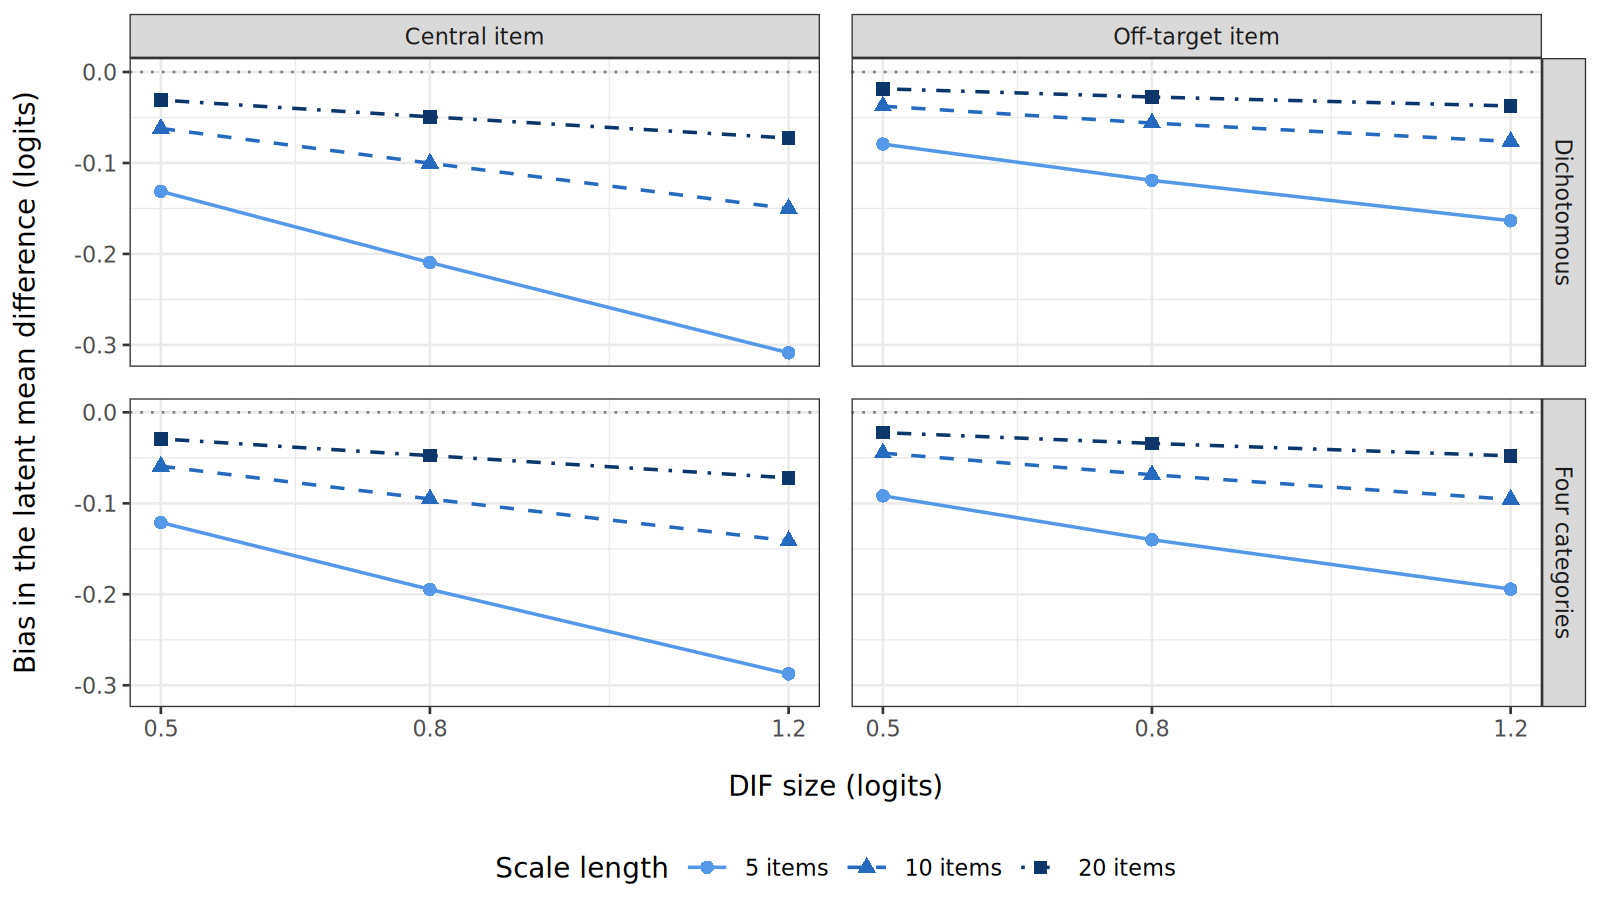 Central item
Off-target item
Bias in the latent mean difference (logits)
0.0
-0.1
-0.2
-0.3
Dichotomous
0.0
-0.1
-0.2
-0.3
Four categories
0.5
0.8
1.2
0.5
0.8
1.2
DIF size (logits)
Scale length
5 items
10 items
20 items